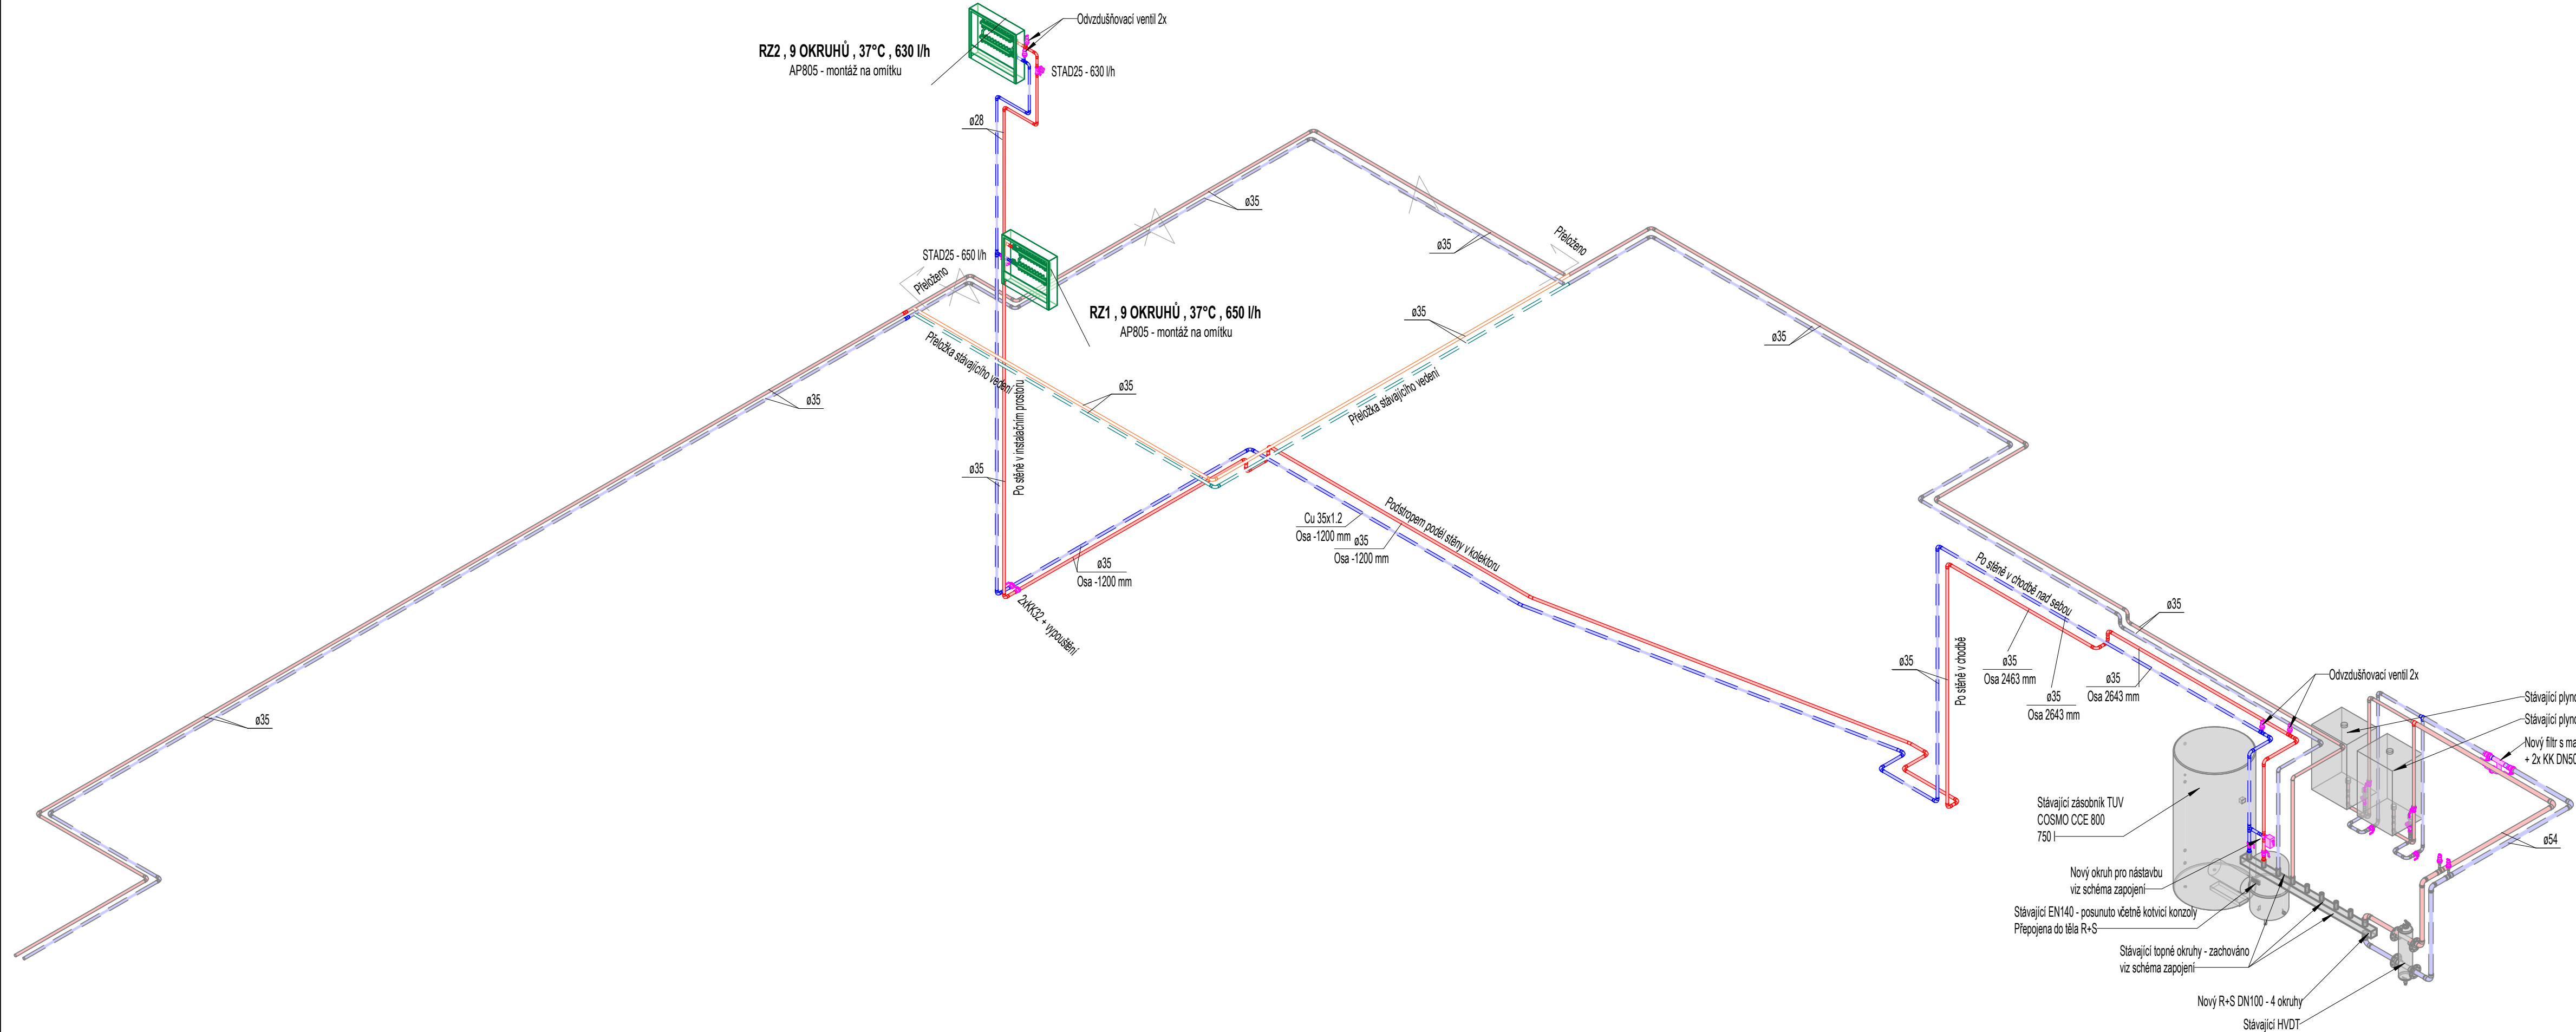 Odvzdušňovací ventil 2x
RZ2 , 9 OKRUHŮ , 37°C , 630 l/h
AP805 - montáž na omítku
STAD25 - 630 l/h
ø28
ø35
ø35
Přeloženo
STAD25 - 650 l/h
Přeloženo
RZ1 , 9 OKRUHŮ , 37°C , 650 l/h
AP805 - montáž na omítku
ø35
ø35
Přeložka stávajícího vedení
ø35
Přeložka stávajícího vedení
ø35
Po stěně v instalačním prostoru
ø35
Cu 35x1.2
Osa -1200 mm
ø35
Osa -1200 mm
Podstropem podél stěny v kolektoru
ø35
Osa -1200 mm
2xKK32 + vypouštění
Po stěně v chodbě nad sebou
ø35
ø35
Po stěně v chodbě
ø35
Osa 2463 mm
ø35
Osa 2643 mm
ø35
Osa 2643 mm
Odvzdušňovací ventil 2x
Stávající
Stávající
Nový filtr s
+ 2x KK
ø35
Stávající zásobník TUV
COSMO CCE 800
750 l
ø54
Nový okruh pro nástavbu
viz schéma zapojení
Stávající EN140 - posunuto včetně kotvicí konzoly
Přepojena do těla R+S
Stávající topné okruhy - zachováno
viz schéma zapojení
Nový R+S DN100 - 4 okruhy
Stávající HVDT